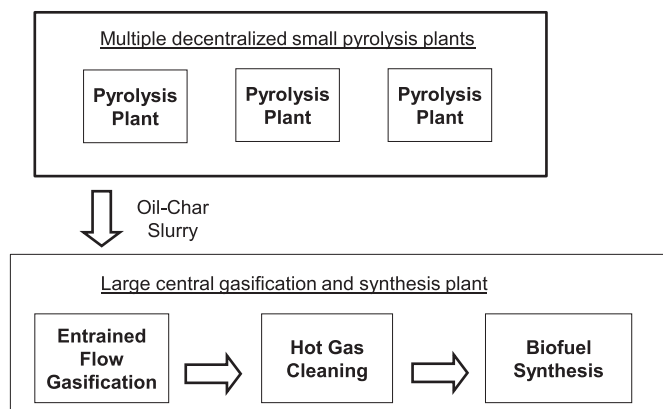 Multiple decentralized small pyrolysis plants
Pyrolysis
Plant
Pyrolysis
Plant
Pyrolysis
Plant
Oil-Char
Slurry
Large central gasification and synthesis plant
Entrained
Flow
Gasification
Hot Gas
Cleaning
Biofuel
Synthesis